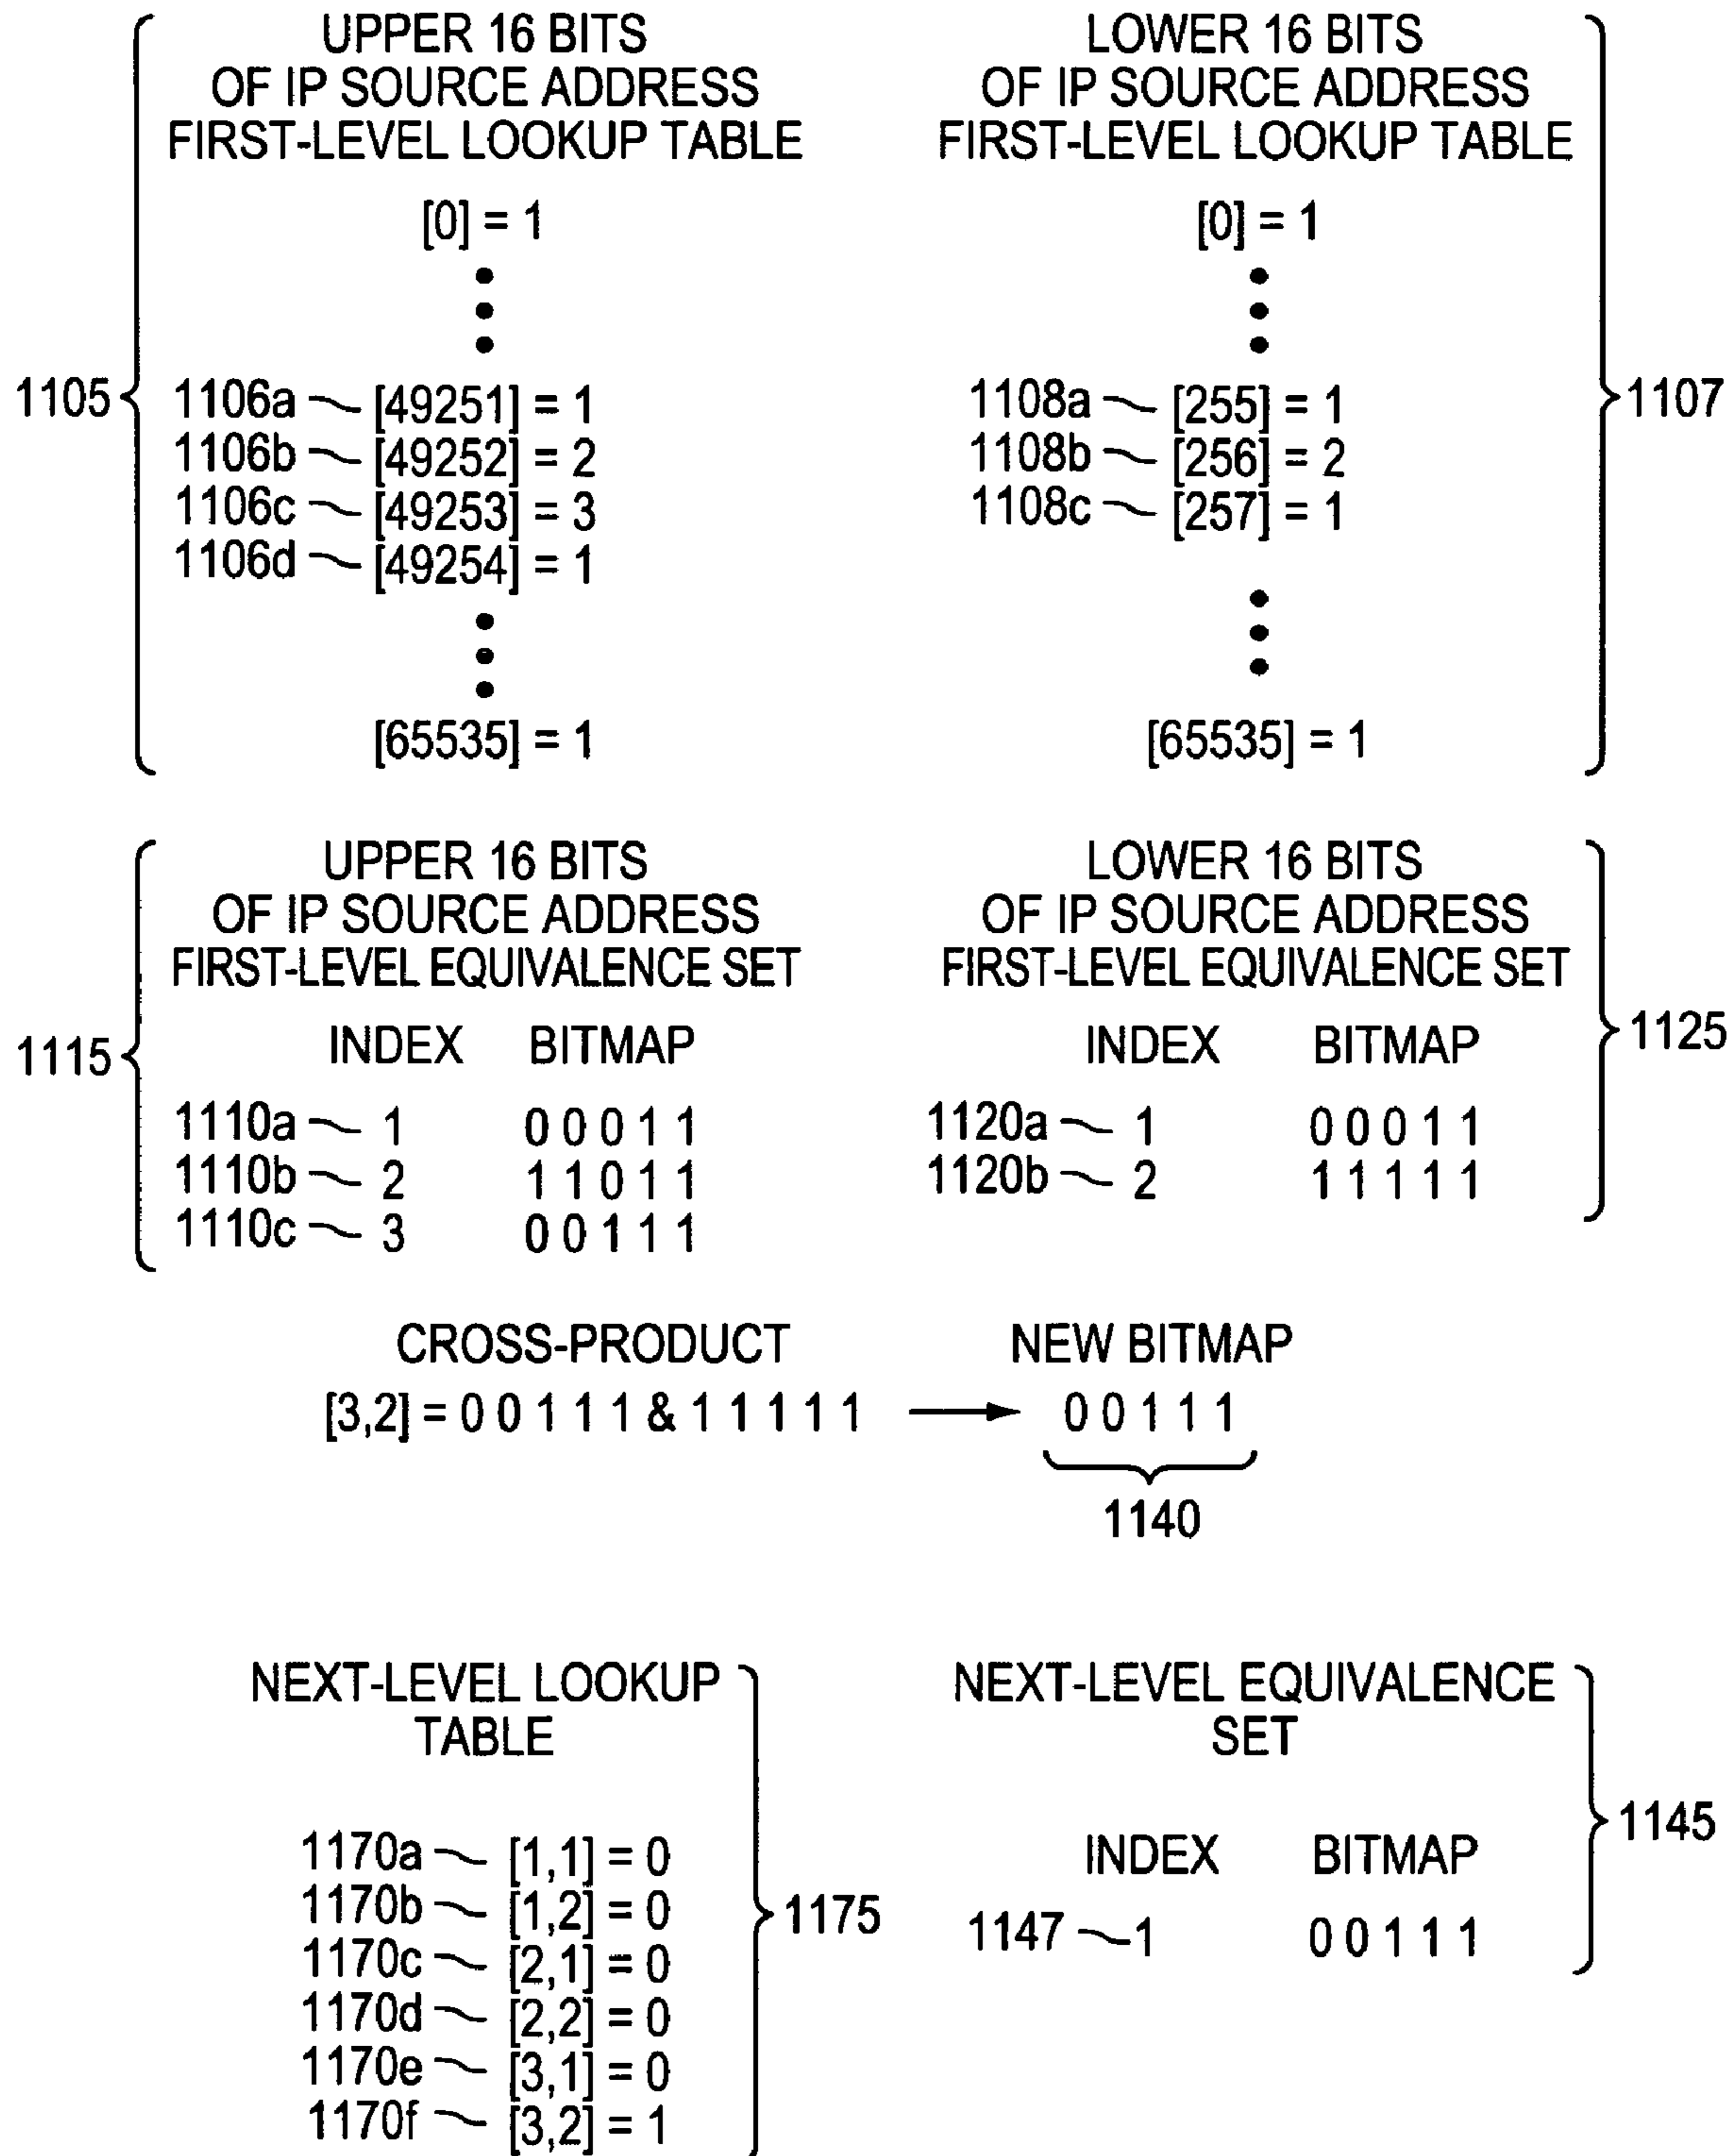 UPPER 16 BITS
OF IP SOURCE ADDRESS
FIRST-LEVEL LOOKUP TABLE
[0] = 1
1105
1106a [49251] = 1
1106b [49252] = 2
1106c [49253] = 3
1106d [49254] = 1
[65535] = 1
LOWER 16 BITS
OF IP SOURCE ADDRESS
FIRST-LEVEL LOOKUP TABLE
[0] = 1
1108a [255] = 1
1108b [256] = 2
1108c [257] = 1
1107
[65535] = 1
UPPER 16 BITS
OF IP SOURCE ADDRESS
FIRST-LEVEL EQUIVALENCE SET
1115
INDEX BITMAP
1110a 1 0 0 0 1 1
1110b 2 1 1 0 1 1
1110c 3 0 0 1 1 1
LOWER 16 BITS
OF IP SOURCE ADDRESS
FIRST-LEVEL EQUIVALENCE SET
1125
INDEX BITMAP
1120a 1 0 0 0 1 1
1120b 2 1 1 1 1 1
CROSS-PRODUCT NEW BITMAP
[3,2] = 0 0 1 1 1 & 1 1 1 1 1 → 0 0 1 1 1
1140
NEXT-LEVEL LOOKUP
TABLE
1170a [1,1] = 0
1170b [1,2] = 0
1170c [2,1] = 0
1170d [2,2] = 0
1170e [3,1] = 0
1170f [3,2] = 1
1175
NEXT-LEVEL EQUIVALENCE
SET
1145
INDEX BITMAP
1147 1 0 0 1 1 1